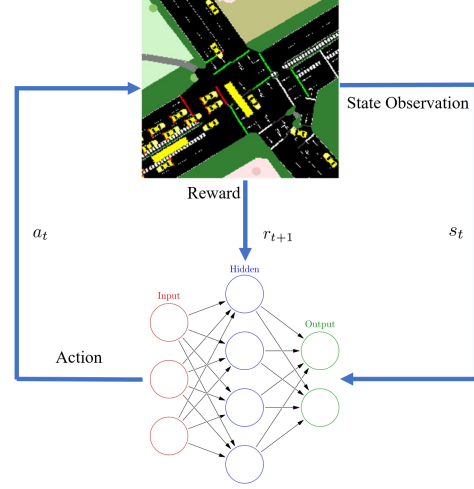 State Observation
Reward
a_t
r_{t+1}
s_t
Hidden
Input
Output
Action